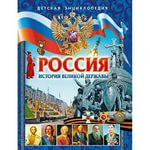 ДЕТСКАЯ ЭНЦИКЛОПЕДИЯ
РОССИЯ
ИСТОРИЯ ВЕЛИКОЙ ДЕРЖАВЫ